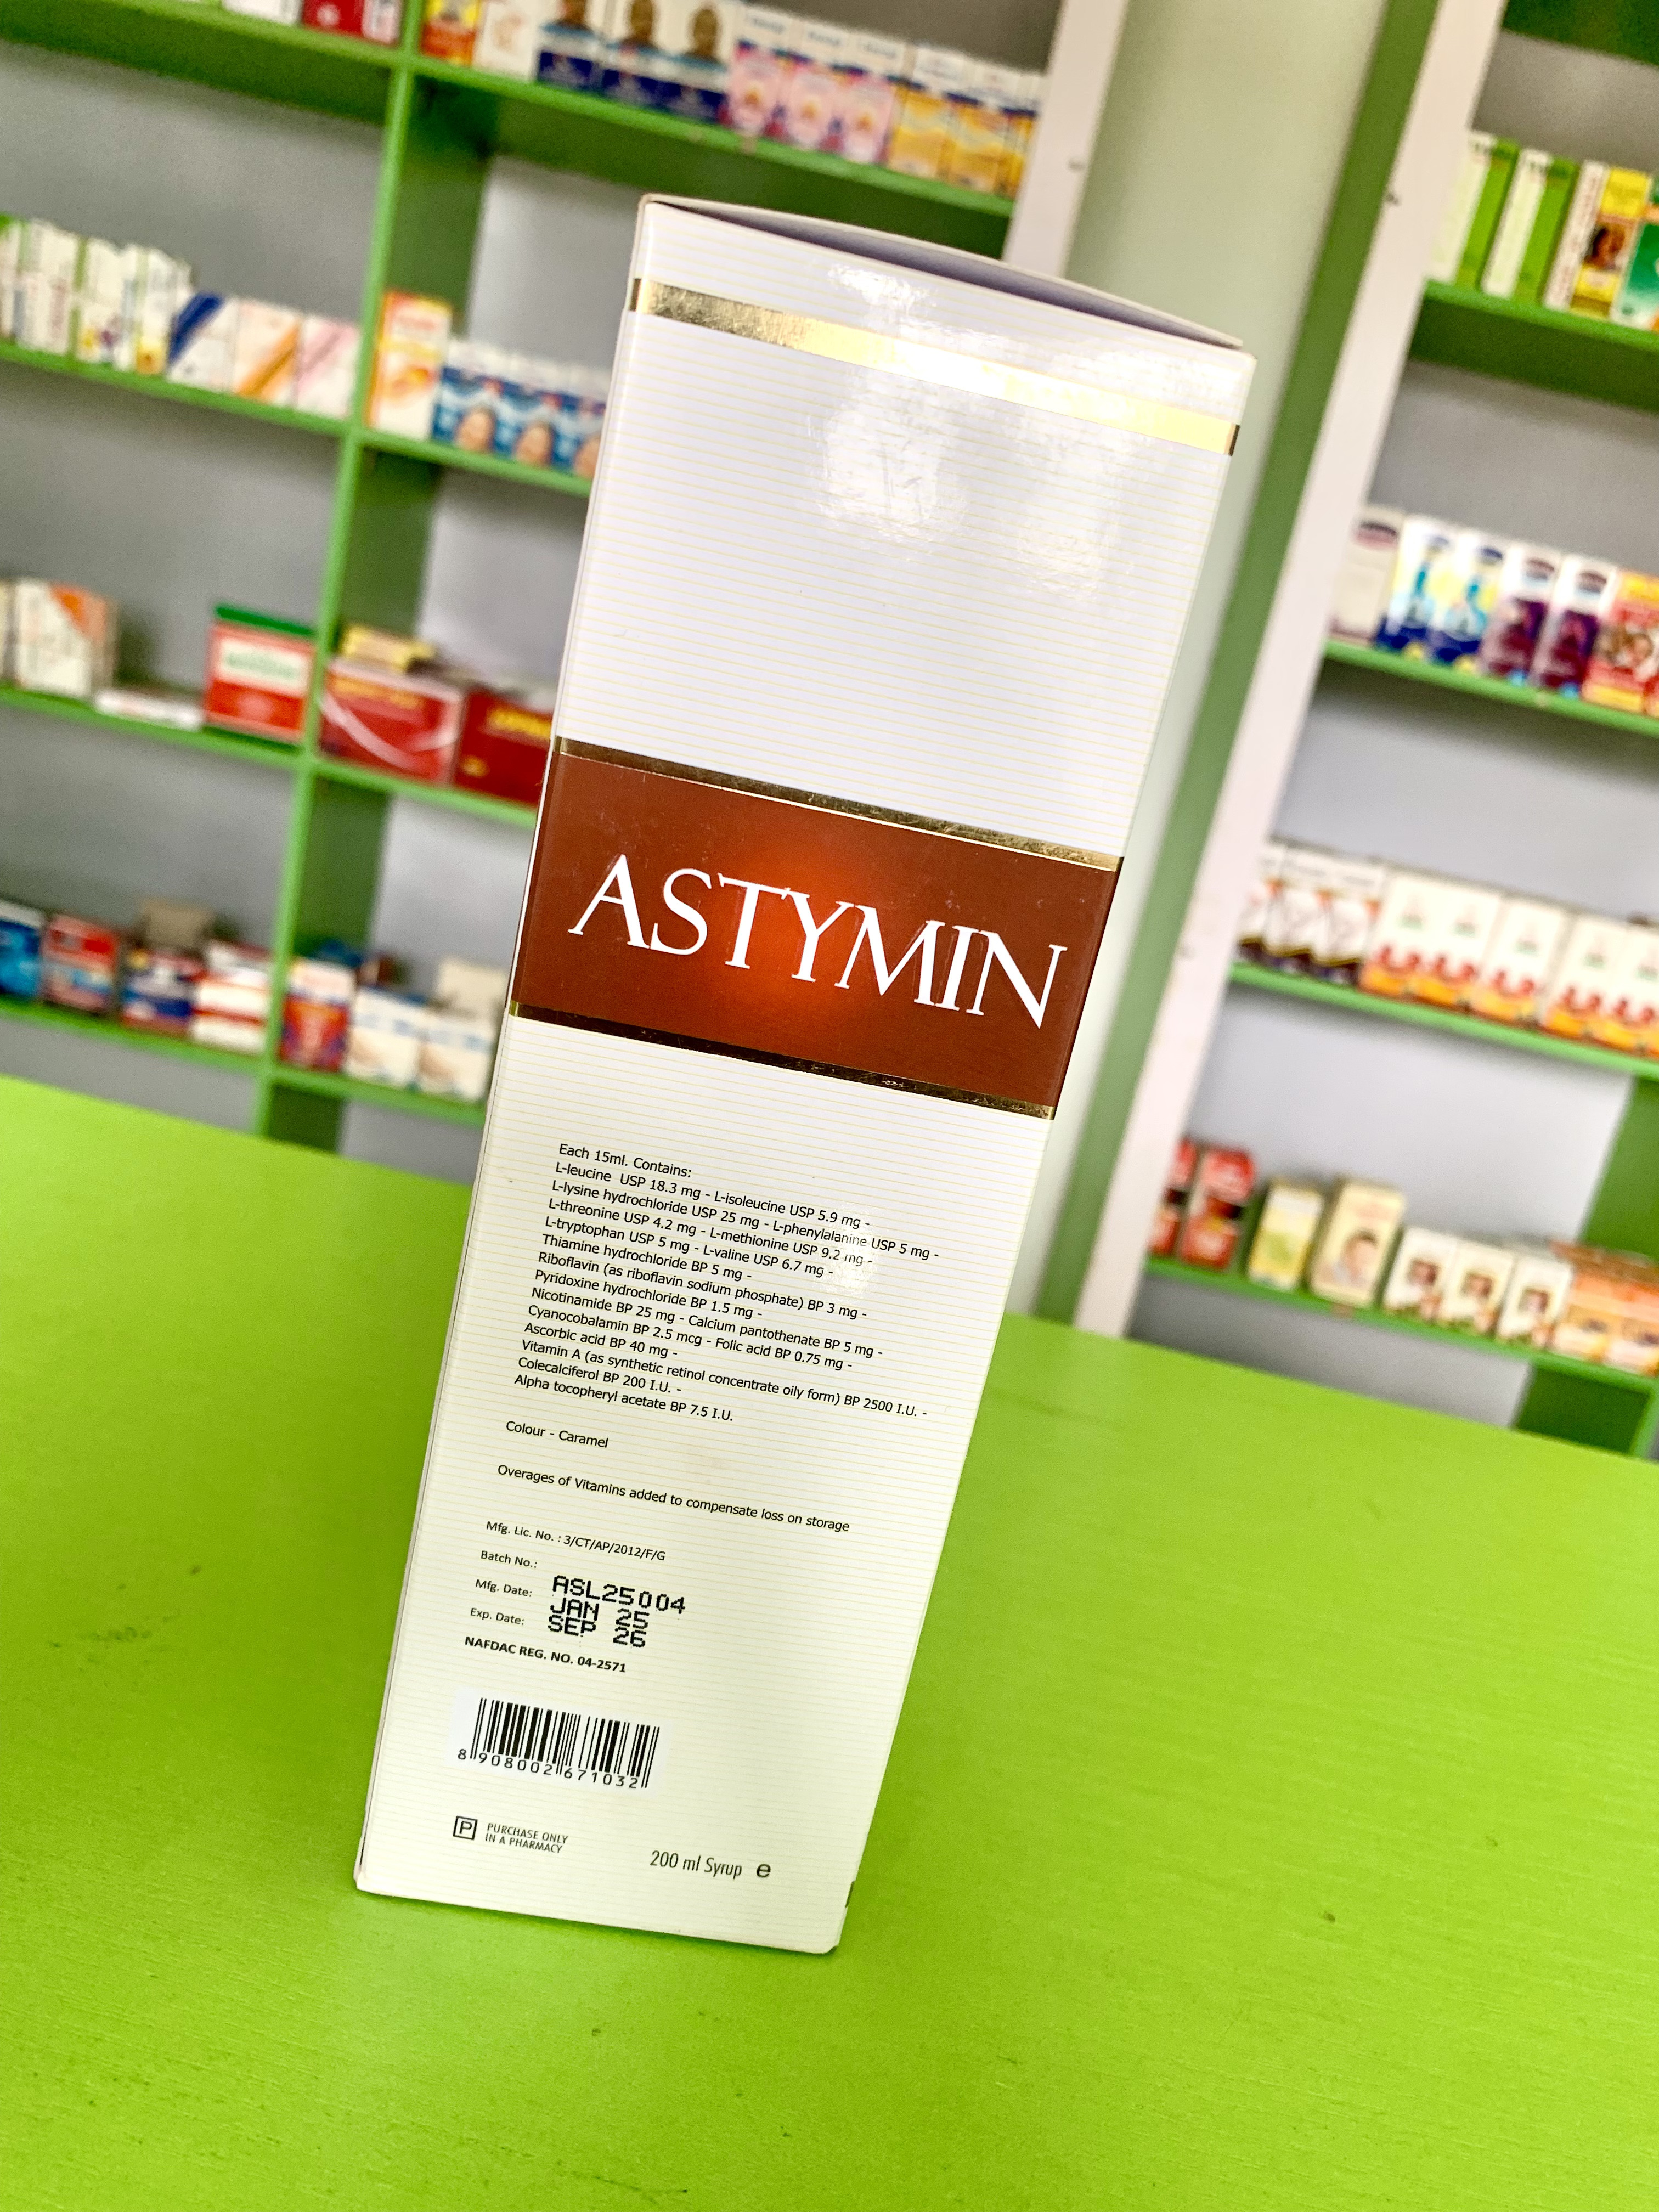 ASTYMIN
Each 15ml. Contains:
L-leucine USP 18.3 mg - L-isoleucine USP 5.9 mg -
L-lysine hydrochloride USP 25 mg - L-phenylalanine USP 5 mg -
L-threonine USP 4.2 mg - L-methionine USP 9.2 mg -
L-tryptophan USP 5 mg - L-valine USP 6.7 mg -
Thiamine hydrochloride BP 5 mg -
Riboflavin (as riboflavin sodium phosphate) BP 3 mg -
Pyridoxine hydrochloride BP 1.5 mg -
Nicotinamide BP 25 mg - Calcium pantothenate BP 5 mg -
Cyanocobalamin BP 2.5 mcg - Folic acid BP 0.75 mg -
Ascorbic acid BP 40 mg -
Vitamin A (as synthetic retinol concentrate oily form) BP 2500 I.U. -
Colecalciferol BP 200 I.U. -
Alpha tocopheryl acetate BP 7.5 I.U.
Colour - Caramel
Overages of Vitamins added to compensate loss on storage
Mfg. Lic. No. : 3/CT/AP/2012/F/G
Batch No.: ASL25004
Mfg. Date: JAN 25
Exp. Date: SEP 26
NAFDAC REG. NO. 04-2571
8 908002 671032
P PURCHASE ONLY
IN A PHARMACY
200 ml Syrup e